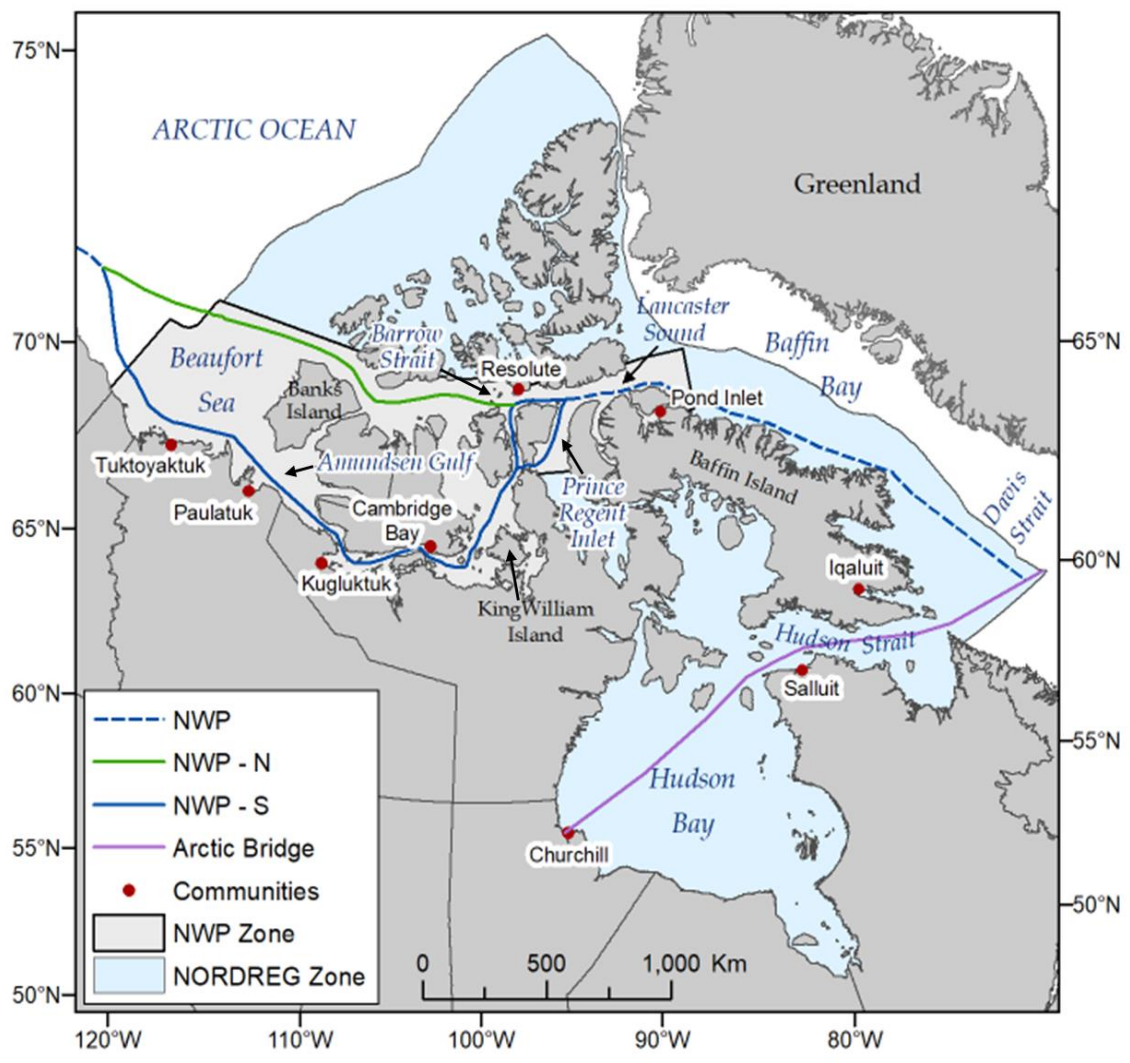 75°N
ARCTIC OCEAN
Greenland
70°N
65°N
Lancaster
Sound
Barrow
Strait
Baffin
Bay
Beaufort
Sea
Resolute
Banks
Island
Pond Inlet
Tuktoyaktuk
Amundsen Gulf
Baffin Island
Prince
Regent
Inlet
Davis
Strait
Paulatuk
Cambridge
Bay
65°N
60°N
Kugluktuk
Iqaluit
King William
Island
Hudson Strait
Salluit
60°N
55°N
NWP
NWP - N
NWP - S
Arctic Bridge
Communities
NWP Zone
NORDREG Zone
Hudson
Bay
Churchill
55°N
50°N
0 500 1,000 Km
50°N
120°W 110°W 100°W 90°W 80°W